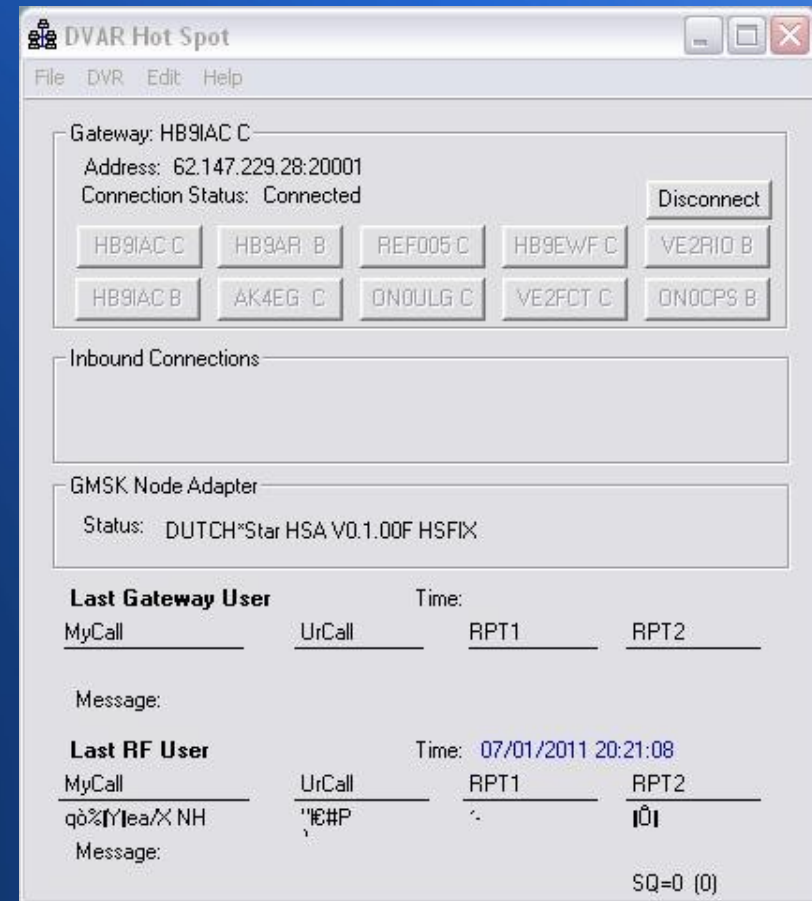 DVAR Hot Spot
File DVR Edit Help
Gateway: HB9IAC C
Address: 62.147.229.28:20001
Connection Status: Connected
Disconnect
HB9IAC C HB9AR B REF005 C HB9EWF C VE2RIO B
HB9IAC B AK4EG C ON0ULG C VE2FCT C ON0CPS B
Inbound Connections
GMSK Node Adapter
Status: DUTCH*Star HSA V0.1.00F HSFIX
Last Gateway User Time:
MyCall UrCall RPT1 RPT2
Message:
Last RF User Time: 07/01/2011 20:21:08
MyCall UrCall RPT1 RPT2
NH
Message:
SQ=0 (0)